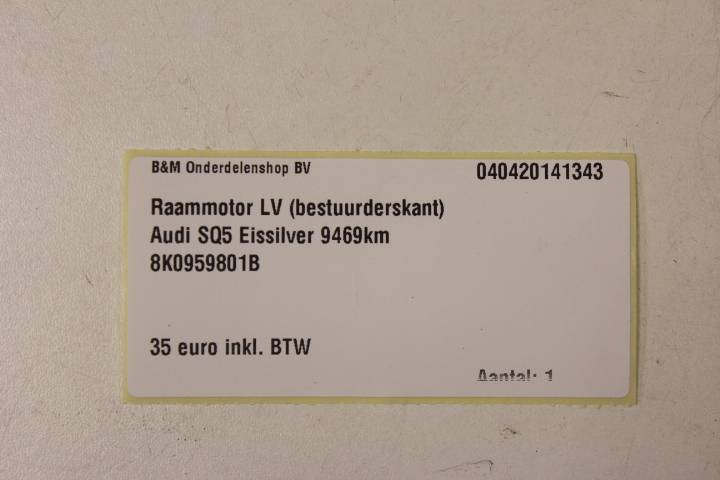 B&M Onderdelenshop BV 040420141343
Raammotor LV (bestuurderskant)
Audi SQ5 Eissilver 9469km
8K0959801B
35 euro inkl. BTW
Aantal: 1